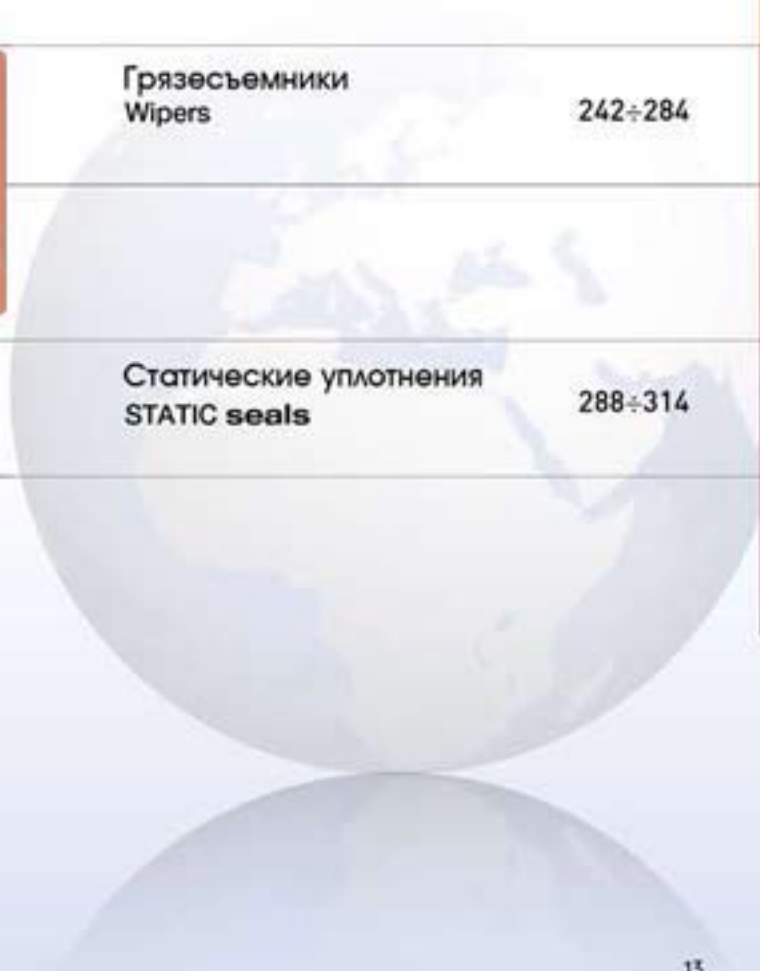 Грязесъемники
Wipers
242÷284
Статические уплотнения
STATIC seals
288÷314
13